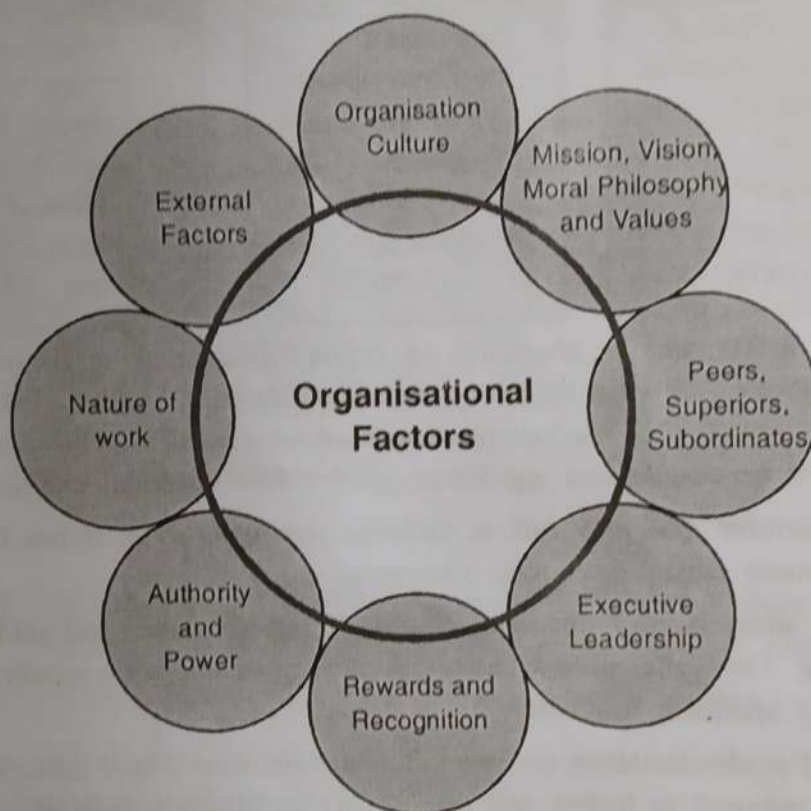 Organisation
Culture
Mission, Vision,
Moral Philosophy
and Values
Peers,
Superiors,
Subordinates,
Executive
Leadership
Rewards and
Recognition
Authority
and
Power
Nature of
work
External
Factors
Organisational
Factors